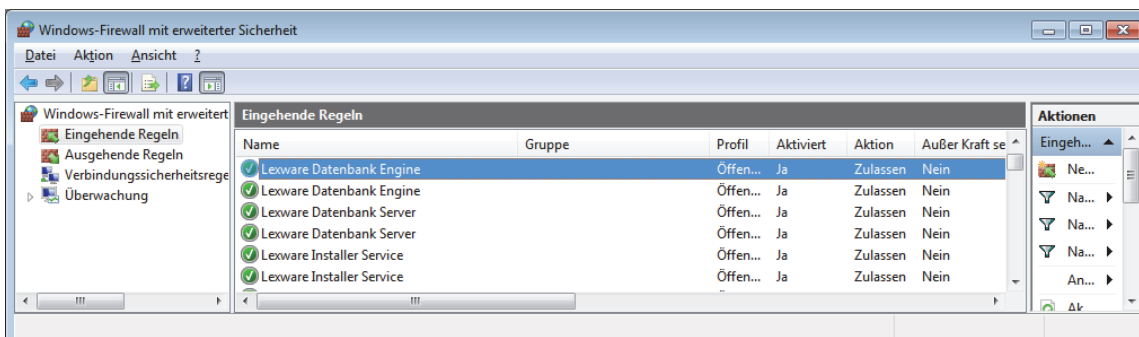 Windows-Firewall mit erweiterter Sicherheit
Datei Aktion Ansicht ?
Windows-Firewall mit erweitert
Eingehende Regeln
Ausgehende Regeln
Verbindungssicherheitsrege
Überwachung
Eingehende Regeln
Name Gruppe Profil Aktiviert Aktion Außer Kraft se
Lexware Datenbank Engine Öffen... Ja Zulassen Nein
Lexware Datenbank Engine Öffen... Ja Zulassen Nein
Lexware Datenbank Server Öffen... Ja Zulassen Nein
Lexware Datenbank Server Öffen... Ja Zulassen Nein
Lexware Installer Service Öffen... Ja Zulassen Nein
Lexware Installer Service Öffen... Ja Zulassen Nein
Aktionen
Eingeh...
Ne...
Na...
Na...
Na...
An...
Ak